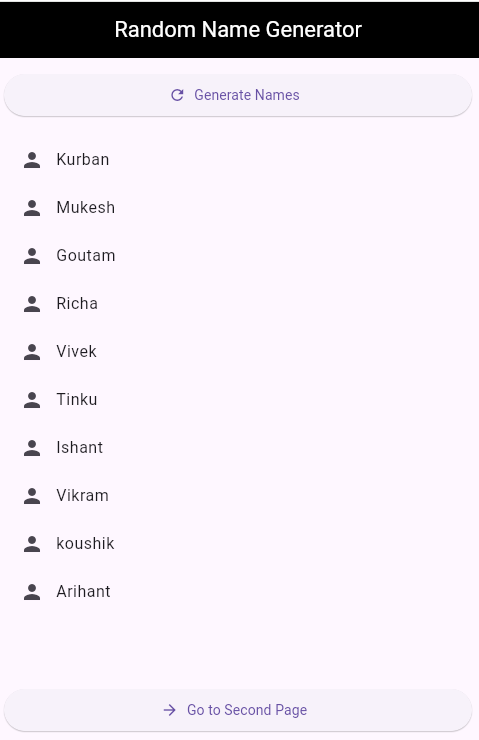 Random Name Generator
Generate Names
Kurban
Mukesh
Goutam
Richa
Vivek
Tinku
Ishant
Vikram
koushik
Arihant
Go to Second Page